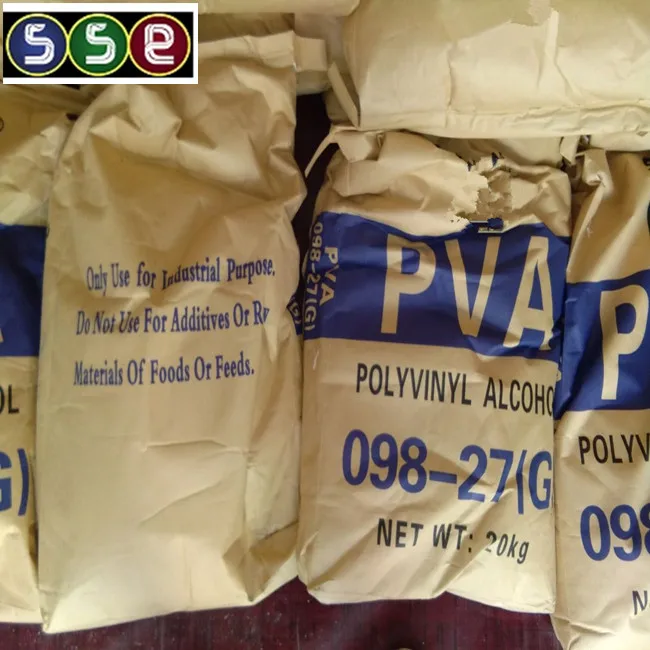 SSE
OL
G)
Only Use for Industrial Purpose.
Do Not Use For Additives Or
Materials Of Foods Or Feeds.
(G)
PVA
098-27(G)
PVA
POLYVINYL ALCOHO
098-27(G
NET WT: 20kg
P
POLYV
098
N